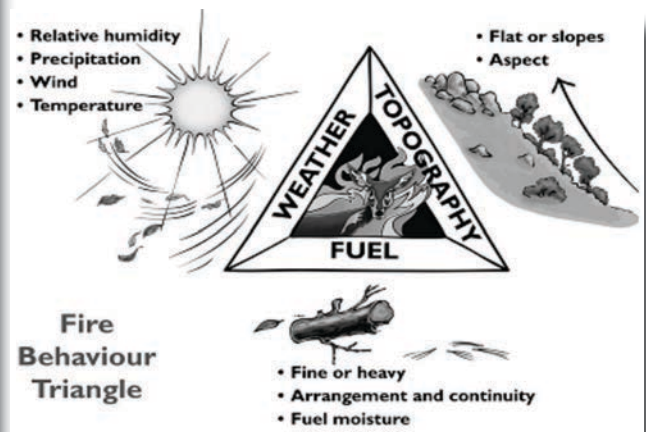 • Relative humidity
• Precipitation
• Wind
• Temperature
• Flat or slopes
• Aspect
WEATHER
TOPOGRAPHY
FUEL
Fire
Behaviour
Triangle
• Fine or heavy
• Arrangement and continuity
• Fuel moisture